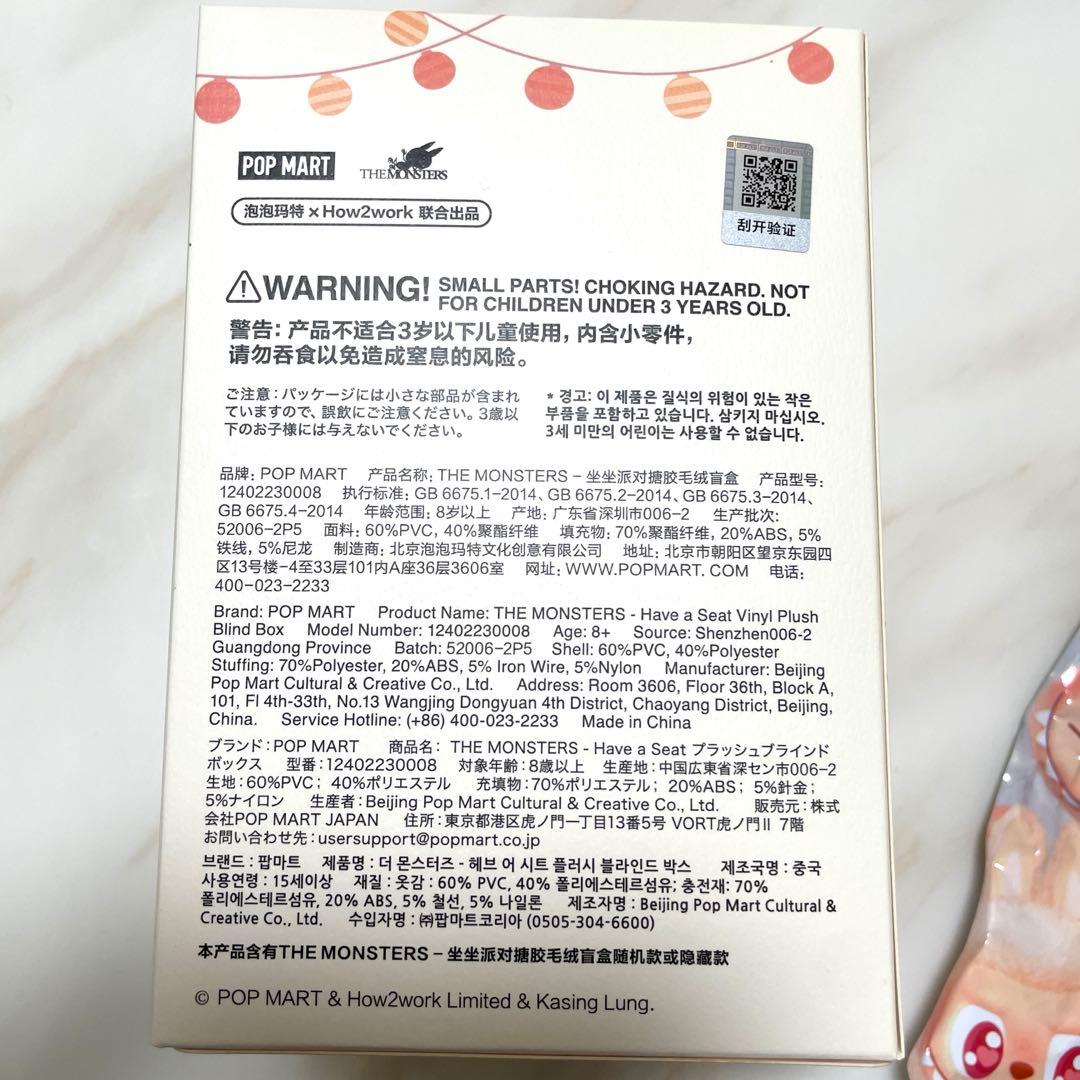 POP MART THE MONSTERS
泡泡玛特×How2work 联合出品
刮开验证
WARNING! SMALL PARTS! CHOKING HAZARD. NOT
FOR CHILDREN UNDER 3 YEARS OLD.
警告: 产品不适合3岁以下儿童使用, 内含小零件,
请勿吞食以免造成窒息的风险。
ご注意:パッケージには小さな部品が含まれ
ていますので、誤飲にご注意ください。3歳以
下のお子様には与えないでください。
* 경고: 이 제품은 질식의 위험이 있는 작은
부품을 포함하고 있습니다. 삼키지 마십시오.
3세 미만의 어린이는 사용할 수 없습니다.
品牌: POP MART 产品名称: THE MONSTERS – 坐坐派对搪胶毛绒盲盒 产品型号:
12402230008 执行标准: GB 6675.1–2014、GB 6675.2–2014、GB 6675.3–2014、
GB 6675.4–2014 年龄范围: 8岁以上 产地: 广东省深圳市006–2 生产批次:
52006-2P5 面料: 60%PVC, 40%聚酯纤维 填充物: 70%聚酯纤维, 20%ABS, 5%
铁线, 5%尼龙 制造商: 北京泡泡玛特文化创意有限公司 地址: 北京市朝阳区望京东园四
区13号楼–4至33层101内A座36层3606室 网址: WWW.POPMART. COM 电话:
400-023-2233
Brand: POP MART Product Name: THE MONSTERS - Have a Seat Vinyl Plush
Blind Box Model Number: 12402230008 Age: 8+ Source: Shenzhen006-2
Guangdong Province Batch: 52006-2P5 Shell: 60%PVC, 40%Polyester
Stuffing: 70%Polyester, 20%ABS, 5% Iron Wire, 5%Nylon Manufacturer: Beijing
Pop Mart Cultural & Creative Co., Ltd. Address: Room 3606, Floor 36th, Block A,
101, Fl 4th-33th, No.13 Wangjing Dongyuan 4th District, Chaoyang District, Beijing,
China. Service Hotline: (+86) 400-023-2233 Made in China
ブランド:POP MART 商品名: THE MONSTERS - Have a Seat プラッシュブラインド
ボックス 型番:12402230008 対象年齢:8歳以上 生産地:中国広東省深セン市006–2
生地:60%PVC; 40%ポリエステル 充填物:70%ポリエステル; 20%ABS; 5%針金;
5%ナイロン 生産者:Beijing Pop Mart Cultural & Creative Co., Ltd. 販売元:株式
会社POP MART JAPAN 住所:東京都港区虎ノ門一丁目13番5号 VORT虎ノ門Ⅱ 7階
お問い合わせ先:usersupport@popmart.co.jp
브랜드 : 팝마트 제품명 : 더 몬스터즈 - 헤브 어 시트 플러시 블라인드 박스 제조국명 : 중국
사용연령 : 15세이상 재질 : 옷감 : 60% PVC, 40% 폴리에스테르섬유; 충전재: 70%
폴리에스테르섬유, 20% ABS, 5% 철선, 5% 나일론 제조자명 : Beijing Pop Mart Cultural &
Creative Co., Ltd. 수입자명 : ㈜팝마트코리아 (0505-304-6600)
本产品含有THE MONSTERS – 坐坐派对搪胶毛绒盲盒随机款或隐藏款
© POP MART & How2work Limited & Kasing Lung.